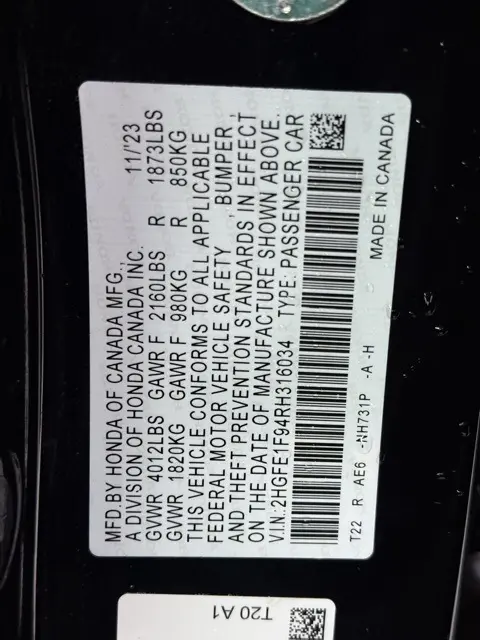 MFD.BY HONDA OF CANADA MFG.,
A DIVISION OF HONDA CANADA INC. 11/'23
GVWR 4012LBS GAWR F 2160LBS R 1873LBS
GVWR 1820KG GAWR F 980KG R 850KG
THIS VEHICLE CONFORMS TO ALL APPLICABLE
FEDERAL MOTOR VEHICLE SAFETY , BUMPER ,
AND THEFT PREVENTION STANDARDS IN EFFECT
ON THE DATE OF MANUFACTURE SHOWN ABOVE.
V.I.N.:2HGFE1F94RH316034 TYPE: PASSENGER CAR
T22 R AE6 -NH731P -A -H MADE IN CANADA
T20 A1